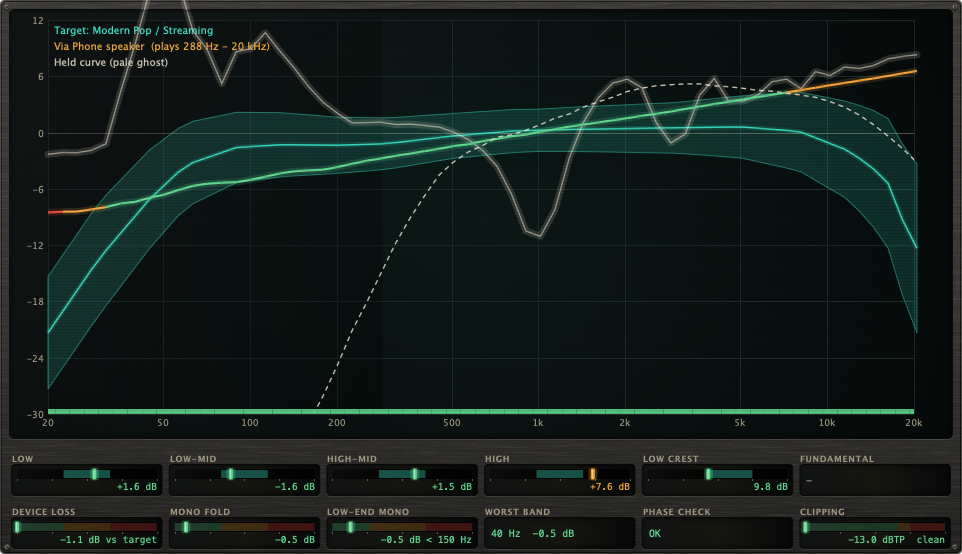 12
Target: Modern Pop / Streaming
Via Phone speaker (plays 288 Hz – 20 kHz)
Held curve (pale ghost)
6
0
−6
−12
−18
−24
−30
20 50 100 200 500 1k 2k 5k 10k 20k
LOW LOW-MID HIGH-MID HIGH LOW CREST FUNDAMENTAL
+1.6 dB −1.6 dB +1.5 dB +7.6 dB 9.8 dB –
DEVICE LOSS MONO FOLD LOW-END MONO WORST BAND PHASE CHECK CLIPPING
−1.1 dB vs target −0.5 dB −0.5 dB < 150 Hz 40 Hz −0.5 dB OK −13.0 dBTP clean